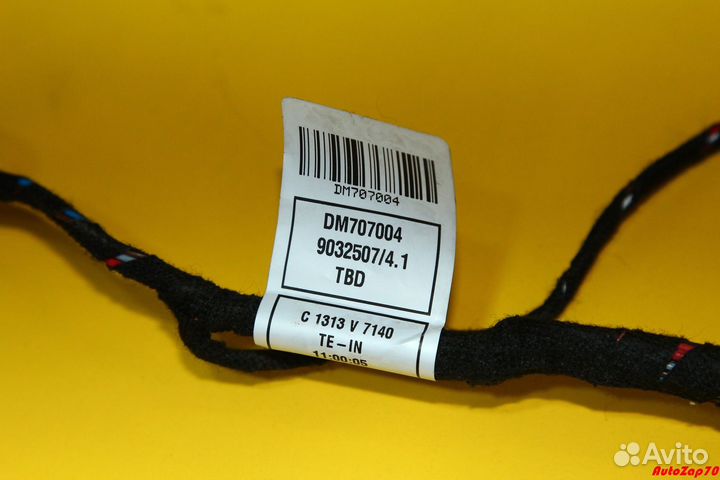 DM707004
DM707004
9032507/4.1
TBD
C 1313 V 7140
TE-IN
11:00:05
Avito
AutoZap70